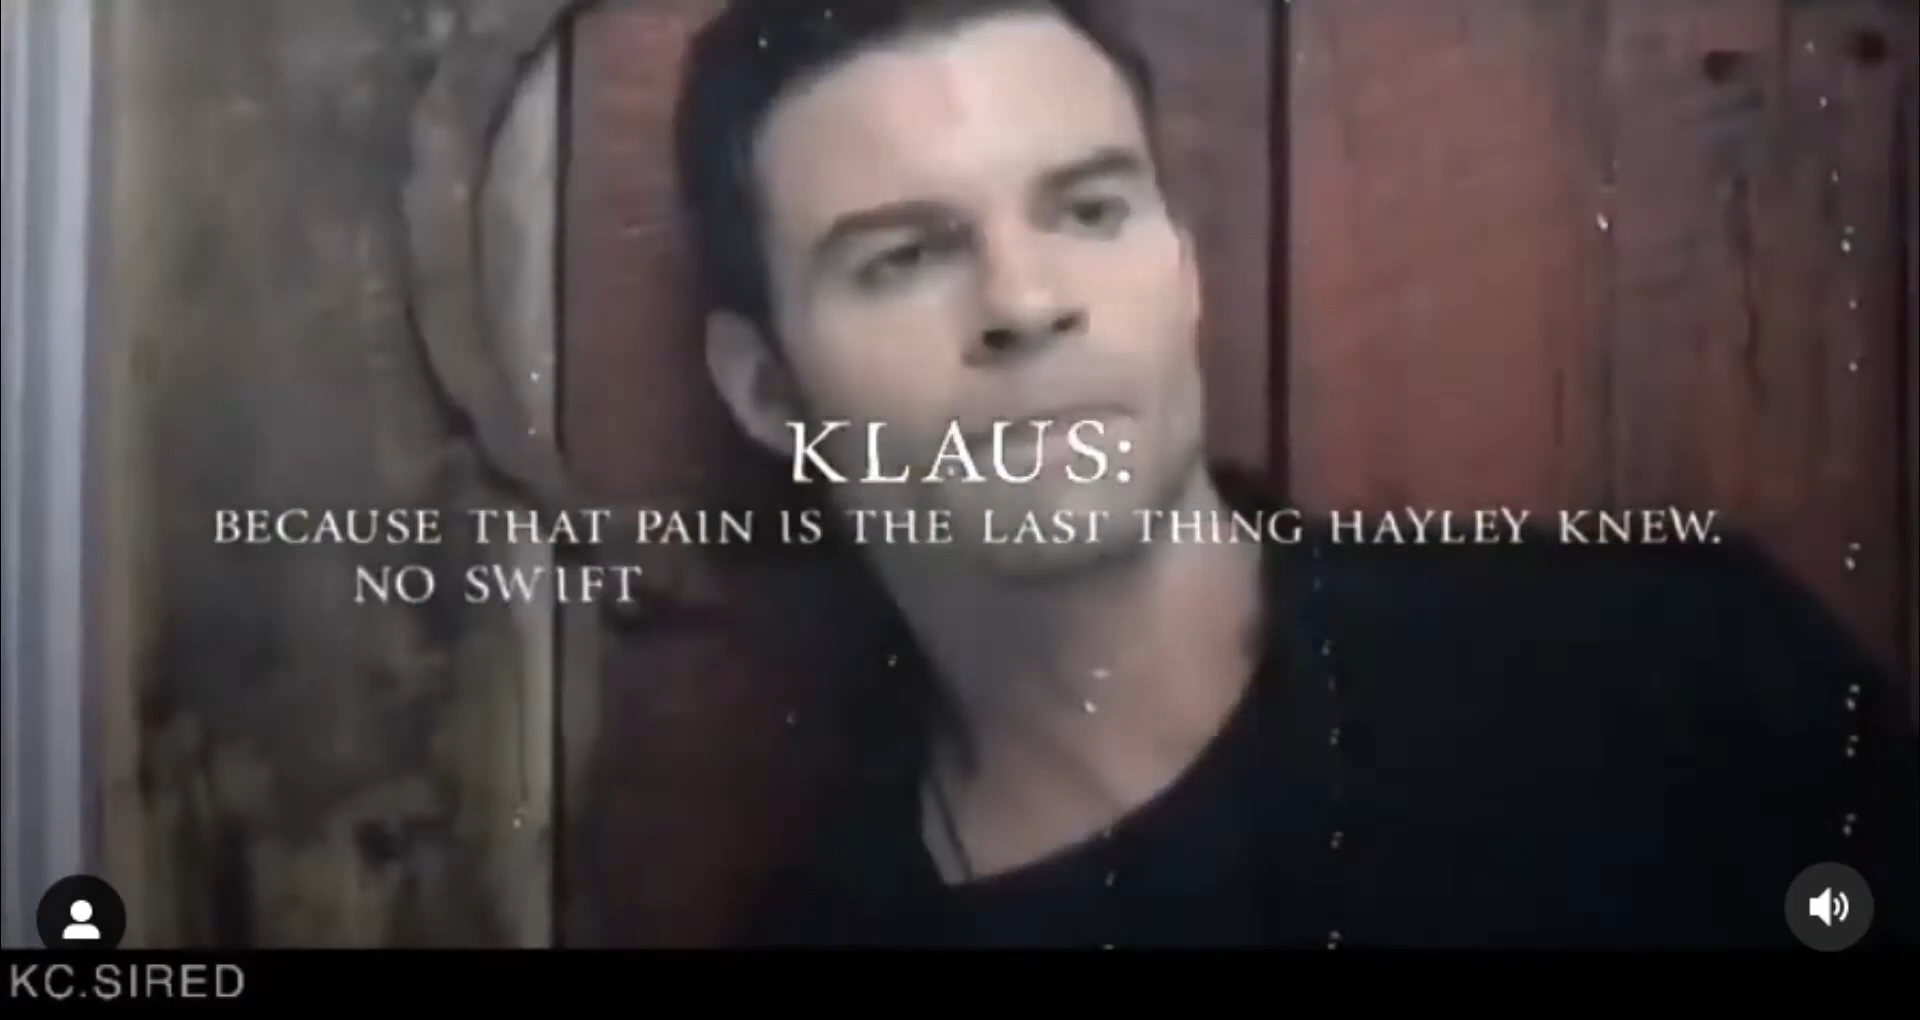 KLAUS:
BECAUSE THAT PAIN IS THE LAST THING HAYLEY KNEW.
NO SWIFT
KC.SIRED